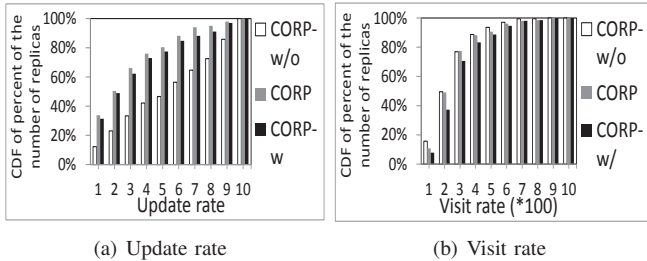 CDF of percent of the
number of replicas
100%
80%
60%
40%
20%
0%
1 2 3 4 5 6 7 8 9 10
Update rate
CORP-
w/o
CORP
CORP-
w
CDF of percent of the
number of replicas
100%
80%
60%
40%
20%
0%
1 2 3 4 5 6 7 8 9 10
Visit rate (*100)
CORP-
w/o
CORP
CORP-
w/
(a) Update rate
(b) Visit rate